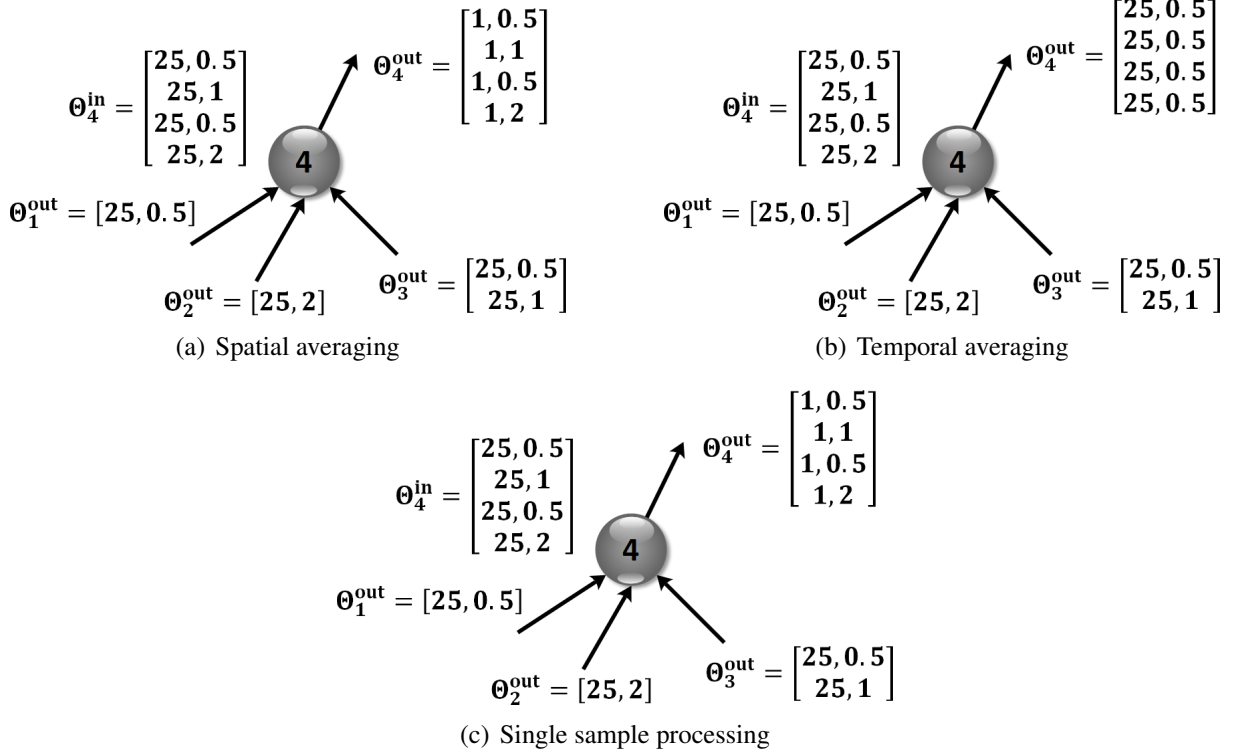 Θ₄ⁱⁿ = [25, 0.5
25, 1
25, 0.5
25, 2]
Θ₄ᵒᵘᵗ = [1, 0.5
1, 1
1, 0.5
1, 2]
4
Θ₁ᵒᵘᵗ = [25, 0.5]
Θ₂ᵒᵘᵗ = [25, 2]
Θ₃ᵒᵘᵗ = [25, 0.5
25, 1]
(a) Spatial averaging
Θ₄ⁱⁿ = [25, 0.5
25, 1
25, 0.5
25, 2]
Θ₄ᵒᵘᵗ = [25, 0.5
25, 0.5
25, 0.5
25, 0.5]
4
Θ₁ᵒᵘᵗ = [25, 0.5]
Θ₂ᵒᵘᵗ = [25, 2]
Θ₃ᵒᵘᵗ = [25, 0.5
25, 1]
(b) Temporal averaging
Θ₄ⁱⁿ = [25, 0.5
25, 1
25, 0.5
25, 2]
Θ₄ᵒᵘᵗ = [1, 0.5
1, 1
1, 0.5
1, 2]
4
Θ₁ᵒᵘᵗ = [25, 0.5]
Θ₂ᵒᵘᵗ = [25, 2]
Θ₃ᵒᵘᵗ = [25, 0.5
25, 1]
(c) Single sample processing